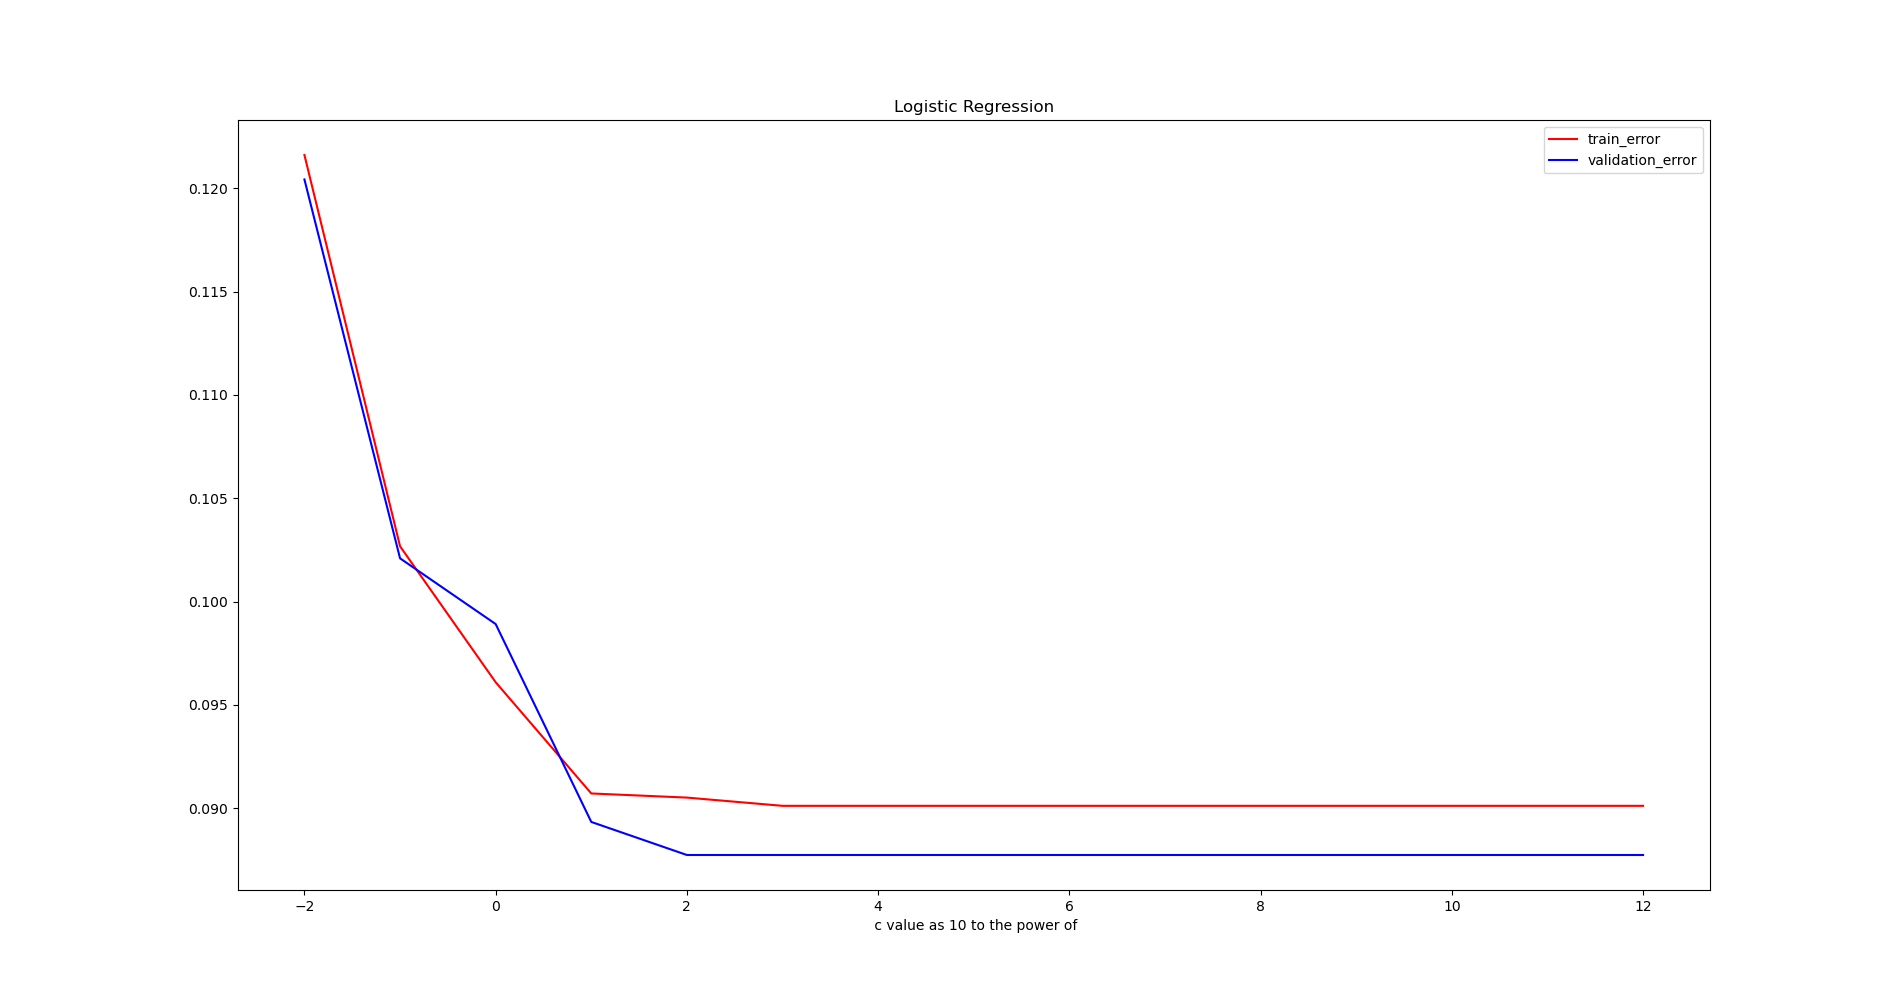 Logistic Regression
train_error
validation_error
0.120
0.115
0.110
0.105
0.100
0.095
0.090
−2 0 2 4 6 8 10 12
c value as 10 to the power of